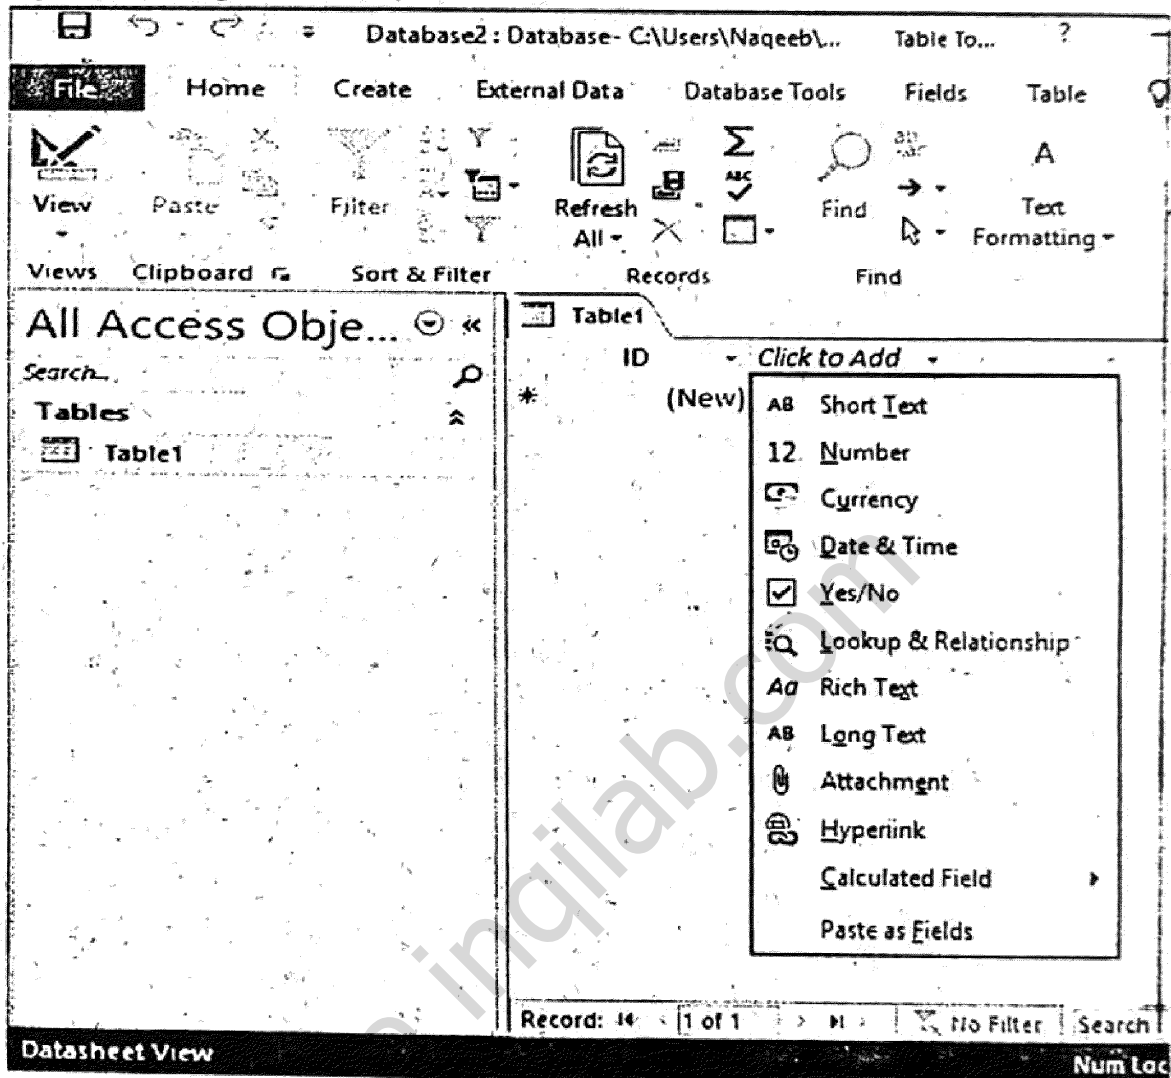 Database2 : Database- C:\Users\Naqeeb\... Table To... ?
File Home Create External Data Database Tools Fields Table
View Paste Filter Refresh All Find Text Formatting
Views Clipboard Sort & Filter Records Find
All Access Obje... «
Search...
Tables
Table1
Table1
ID Click to Add
* (New)
AB Short Text
12 Number
Currency
Date & Time
Yes/No
Lookup & Relationship
Aa Rich Text
AB Long Text
Attachment
Hyperlink
Calculated Field
Paste as Fields
Record: 1 of 1 No Filter Search
Datasheet View Num Loc
inqilab.com